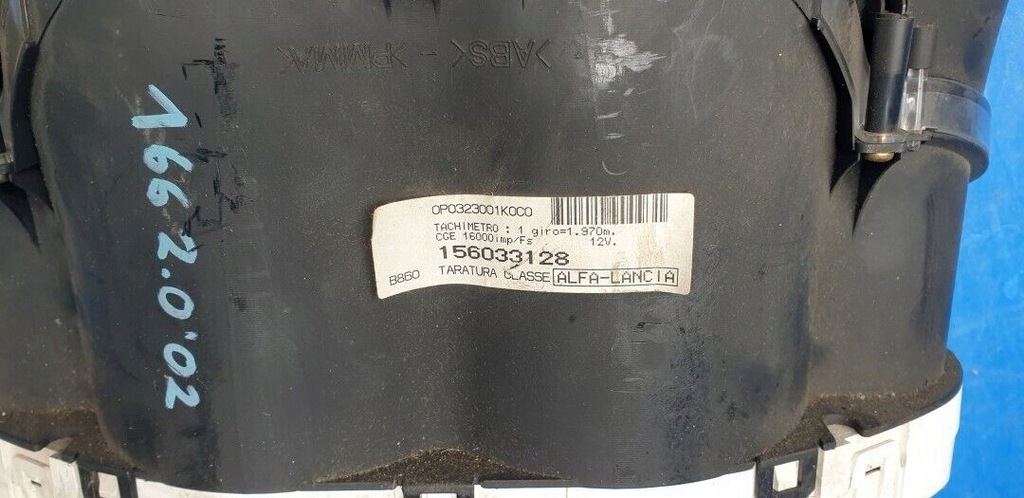 >ABS< - >PMMA<
166 2.0'02
0P0323001K0C0
TACHIMETRO : 1 giro=1.970m.
CGE 16000imp/Fs 12V.
156033128
B860 TARATURA CLASSE ALFA-LANCIA